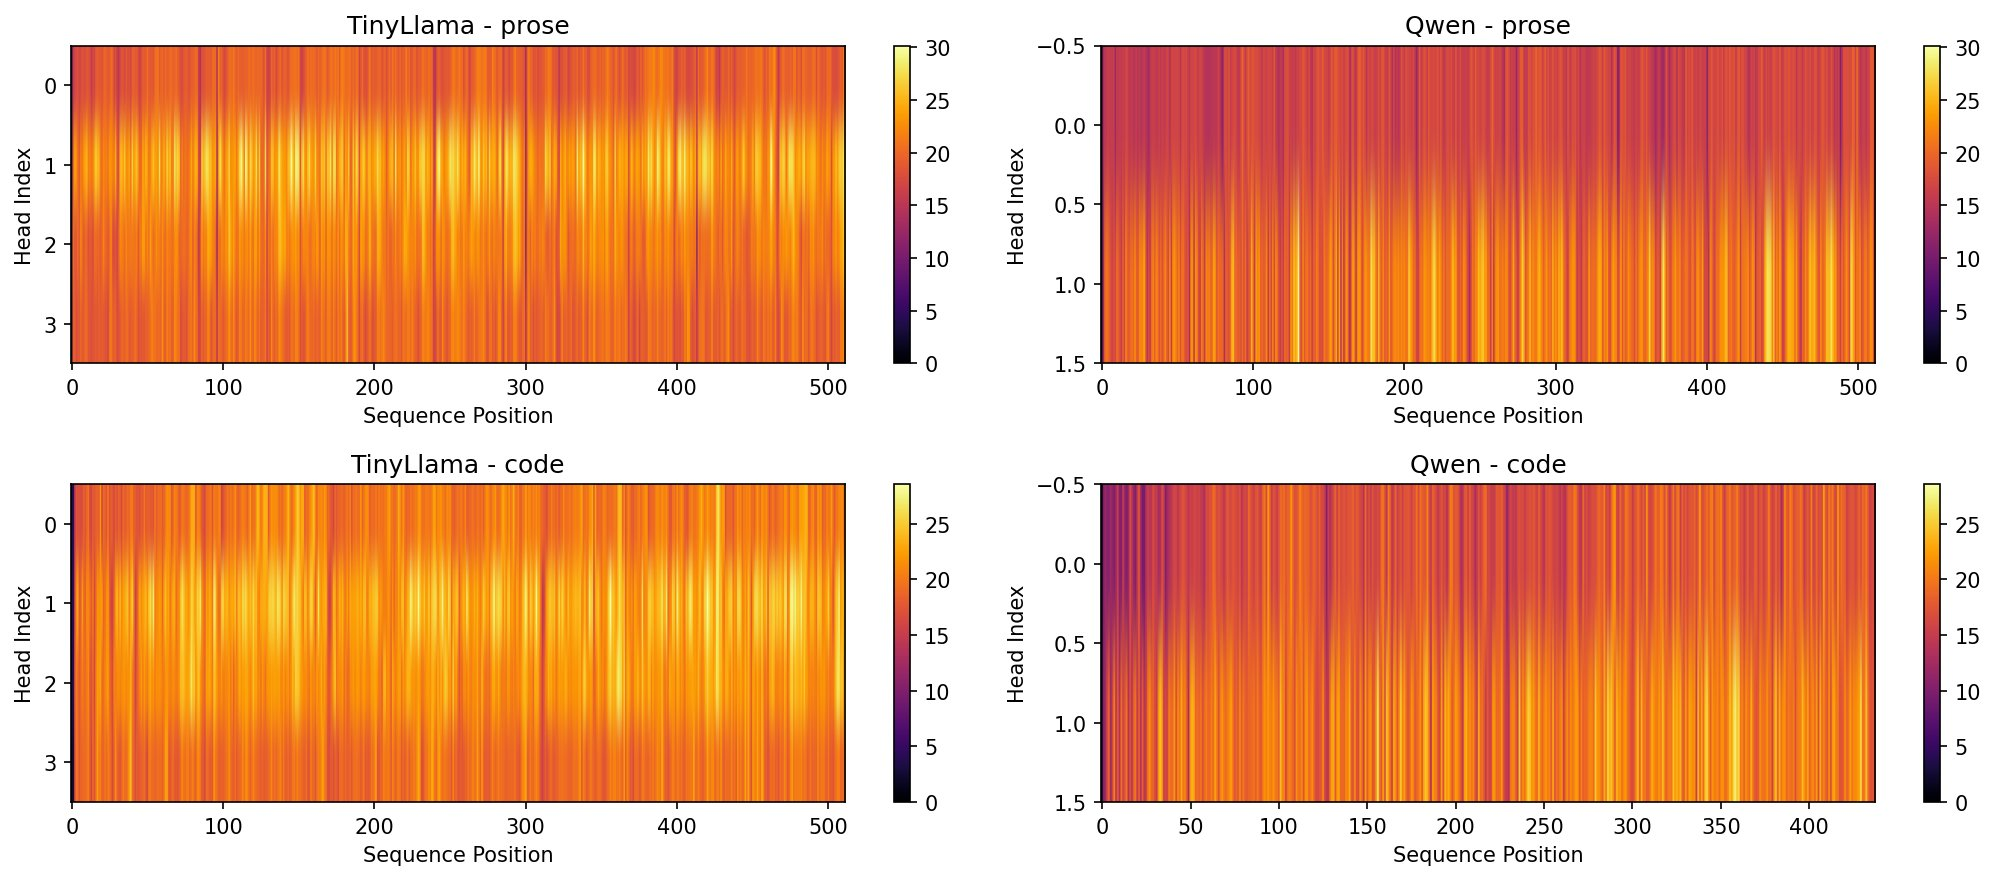 TinyLlama - prose
Head Index
0
1
2
3
0 100 200 300 400 500
Sequence Position
30
25
20
15
10
5
0
Qwen - prose
Head Index
−0.5
0.0
0.5
1.0
1.5
0 100 200 300 400 500
Sequence Position
30
25
20
15
10
5
0
TinyLlama - code
Head Index
0
1
2
3
0 100 200 300 400 500
Sequence Position
25
20
15
10
5
0
Qwen - code
Head Index
−0.5
0.0
0.5
1.0
1.5
0 50 100 150 200 250 300 350 400
Sequence Position
25
20
15
10
5
0